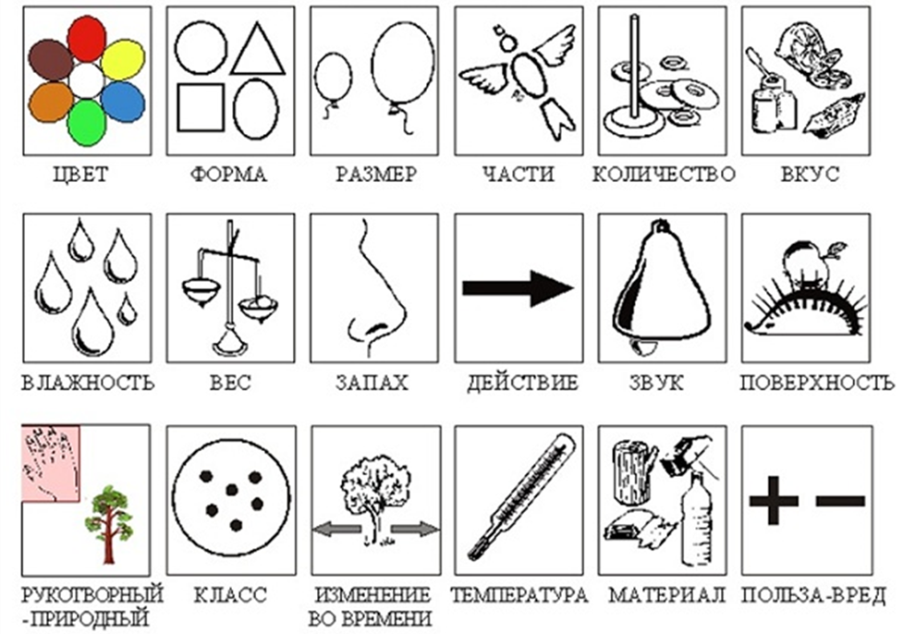 ЦВЕТ ФОРМА РАЗМЕР ЧАСТИ КОЛИЧЕСТВО ВКУС
ВЛАЖНОСТЬ ВЕС ЗАПАХ ДЕЙСТВИЕ ЗВУК ПОВЕРХНОСТЬ
РУКОТВОРНЫЙ
-ПРИРОДНЫЙ
КЛАСС
ИЗМЕНЕНИЕ
ВО ВРЕМЕНИ
ТЕМПЕРАТУРА
МАТЕРИАЛ
ПОЛЬЗА-ВРЕД